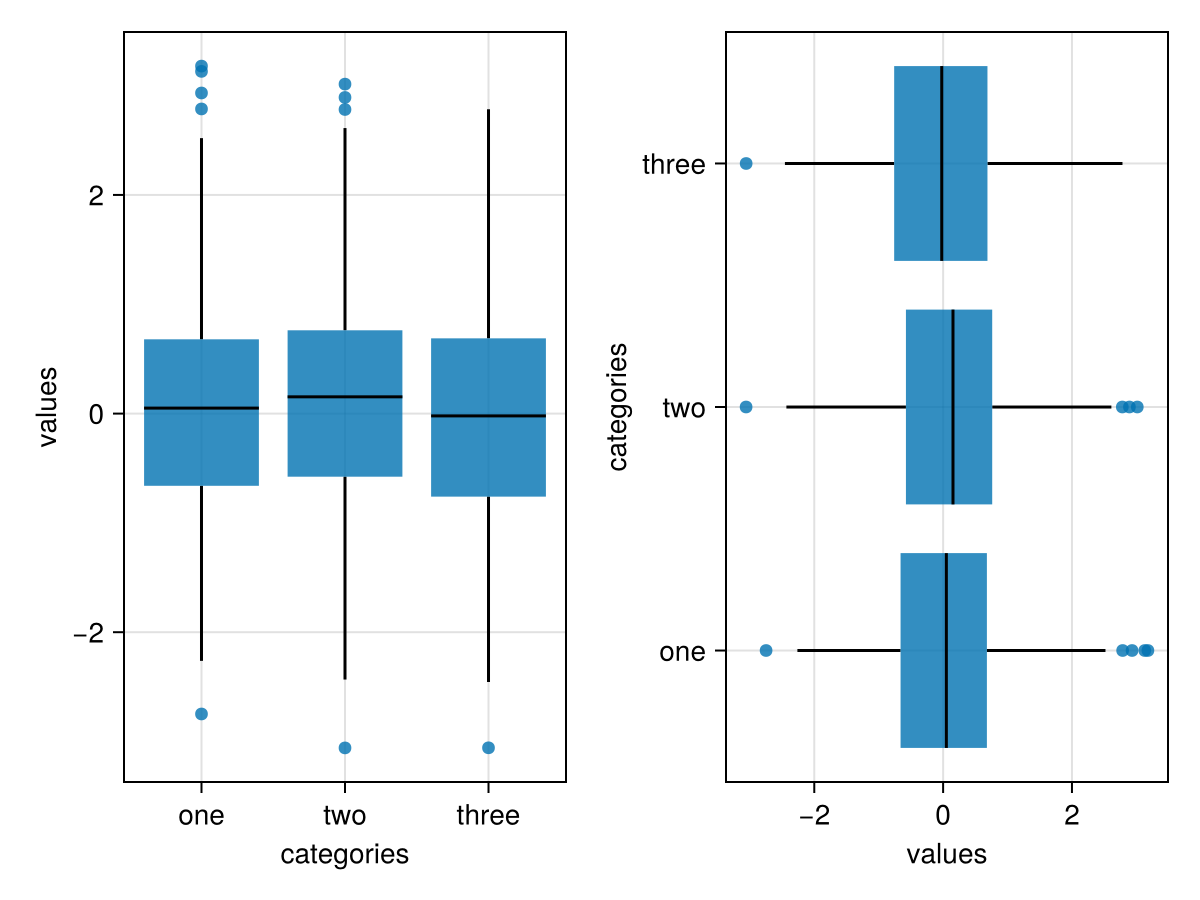 values
2
0
−2
one two three
categories
categories
three
two
one
−2 0 2
values